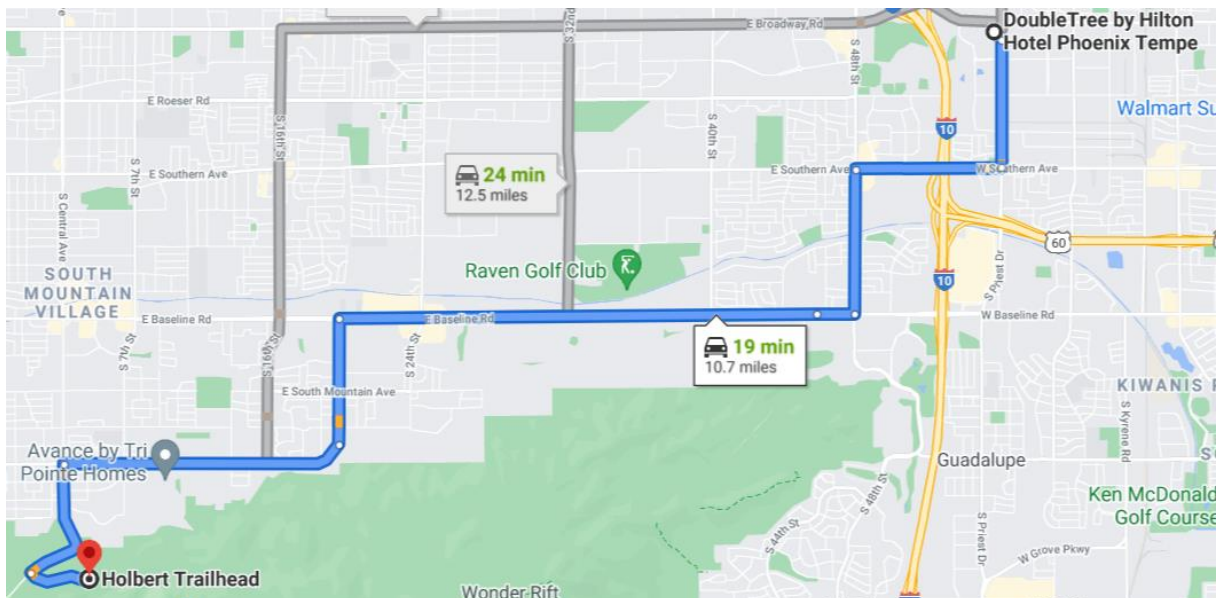 DoubleTree by Hilton
Hotel Phoenix Tempe
E Broadway Rd
S 32nd
S 48th St
E Roeser Rd
Walmart Su
10
S 16th St
S 40th St
S 7th St
E Southern Ave
24 min
12.5 miles
E Southern Ave
W Southern Ave
S Central Ave
60
SOUTH
MOUNTAIN
VILLAGE
Raven Golf Club
10
S Priest Dr
E Baseline Rd
E Baseline Rd
W Baseline Rd
S 7th St
S 16th St
S 24th St
19 min
10.7 miles
E South Mountain Ave
KIWANIS P
S Kyrene Rd
Avance by Tri
Pointe Homes
Guadalupe
S 48th St
Ken McDonald
Golf Course
S 44th St
S Priest Dr
W Grove Pkwy
Holbert Trailhead
Wonder Rift